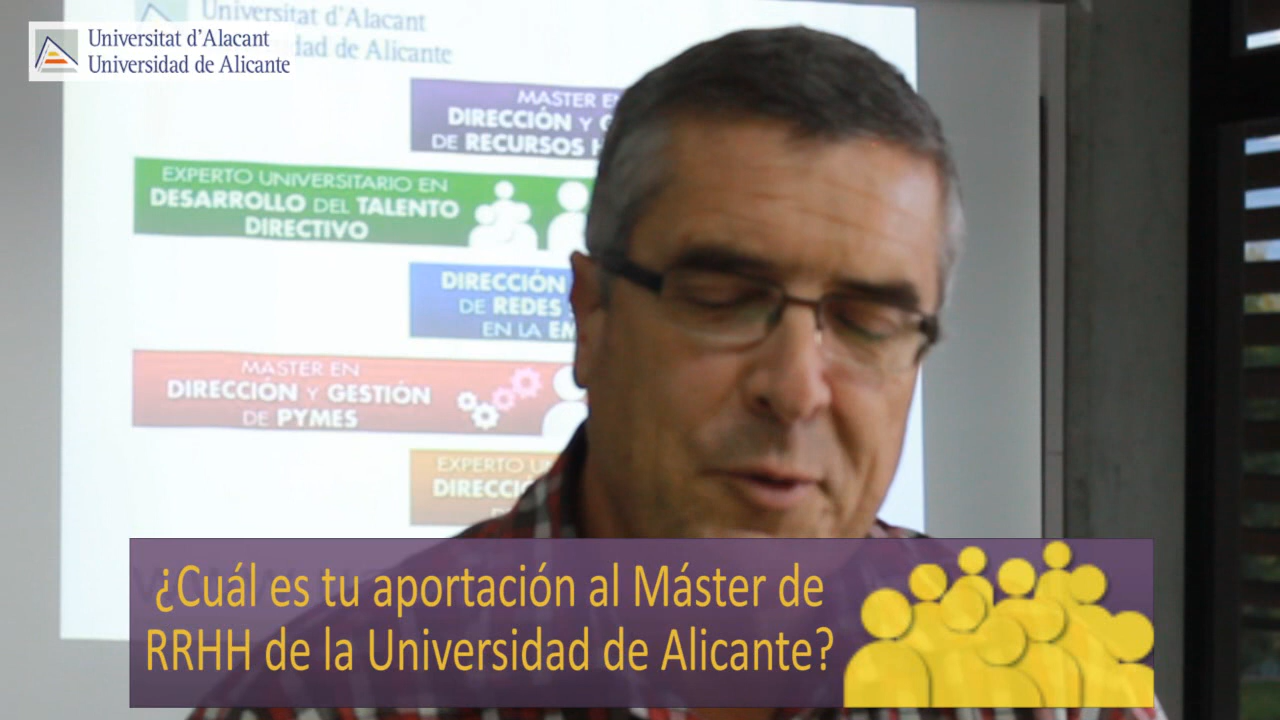 Universitat d'Alacant
Universidad de Alicante
Universitat d'Alacant
dad de Alicante
MASTER EN
DIRECCIÓN Y
DE RECURSOS
EXPERTO UNIVERSITARIO EN
DESARROLLO DEL TALENTO
DIRECTIVO
DIRECCIÓN
DE REDES
EN LA
MASTER EN
DIRECCIÓN Y GESTIÓN
DE PYMES
EXPERTO
¿Cuál es tu aportación al Máster de
RRHH de la Universidad de Alicante?